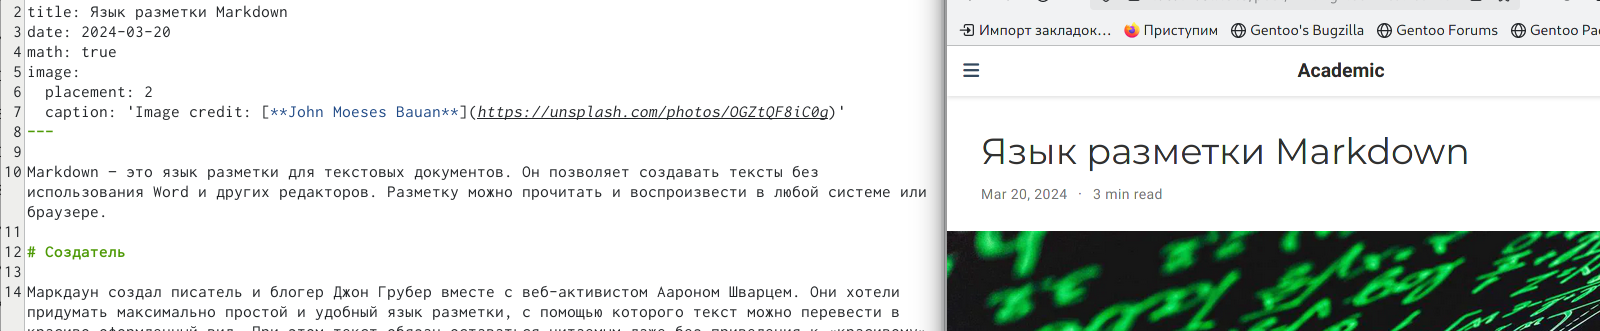 2 title: Язык разметки Markdown
3 date: 2024-03-20
4 math: true
5 image:
6 placement: 2
7 caption: 'Image credit: [**John Moeses Bauan**](https://unsplash.com/photos/OGZtQF8iC0g)'
8 ---
9
10 Markdown - это язык разметки для текстовых документов. Он позволяет создавать тексты без
использования Word и других редакторов. Разметку можно прочитать и воспроизвести в любой системе или
браузере.
11
12 # Создатель
13
14 Маркдаун создал писатель и блогер Джон Грубер вместе с веб-активистом Аароном Шварцем. Они хотели
придумать максимально простой и удобный язык разметки, с помощью которого текст можно перевести в
Импорт закладок... Приступим Gentoo's Bugzilla Gentoo Forums Gentoo Pac
Academic
Язык разметки Markdown
Mar 20, 2024 · 3 min read